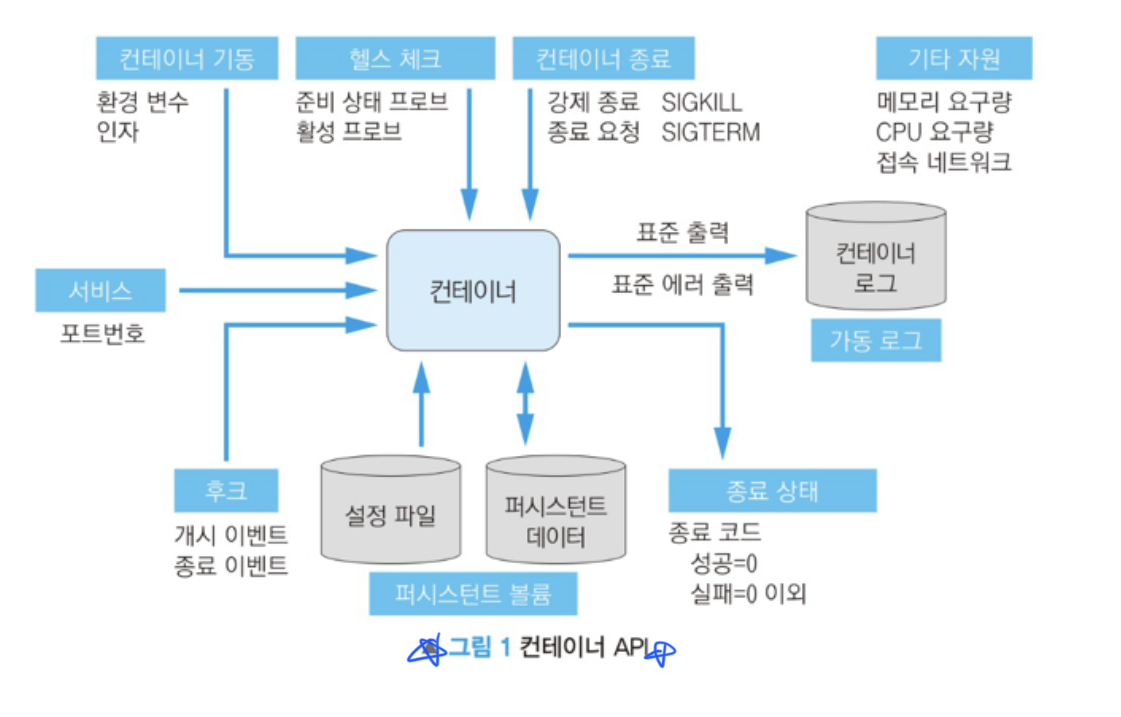 컨테이너 기동
환경 변수
인자
헬스 체크
준비 상태 프로브
활성 프로브
컨테이너 종료
강제 종료 SIGKILL
종료 요청 SIGTERM
기타 자원
메모리 요구량
CPU 요구량
접속 네트워크
서비스
포트번호
컨테이너
표준 출력
표준 에러 출력
컨테이너
로그
가동 로그
후크
개시 이벤트
종료 이벤트
설정 파일
퍼시스턴트
데이터
퍼시스턴트 볼륨
종료 상태
종료 코드
성공=0
실패=0 이외
그림 1 컨테이너 API